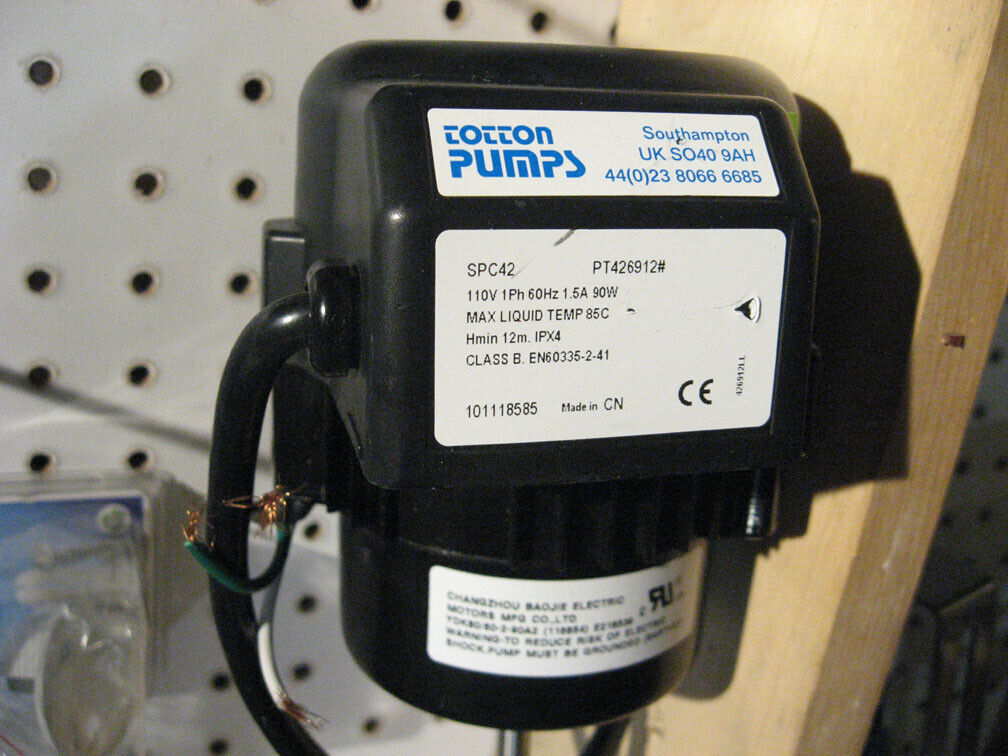 TOTTON
PUMPS
Southampton
UK SO40 9AH
44(0)23 8066 6685
SPC42 PT426912#
110V 1Ph 60Hz 1.5A 90W
MAX LIQUID TEMP 85C
Hmin 12m. IPX4
CLASS B. EN60335-2-41
101118585 Made in CN
CE
426912LL
CHANGZHOU BAOJIE ELECTRIC
MOTORS MFG CO.,LTD
WARNING-TO REDUCE RISK OF ELECTRIC
SHOCK,PUMP MUST BE GROUNDED